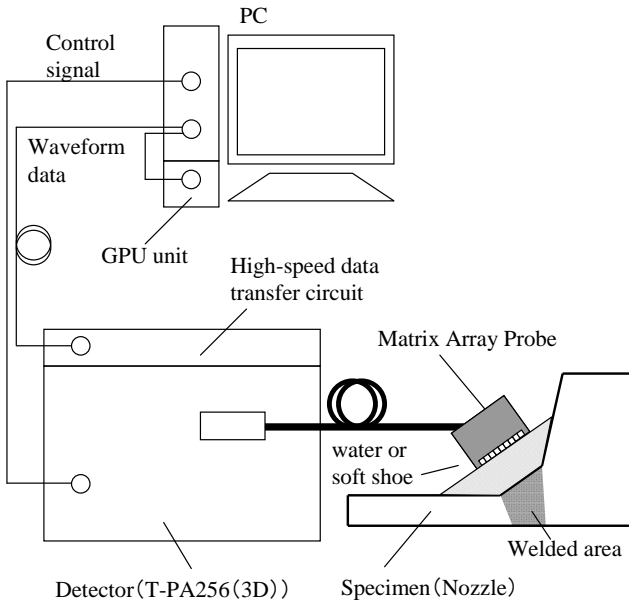 PC
Control
signal
Waveform
data
GPU unit
High-speed data
transfer circuit
Matrix Array Probe
water or
soft shoe
Welded area
Detector(T-PA256(3D))
Specimen(Nozzle)